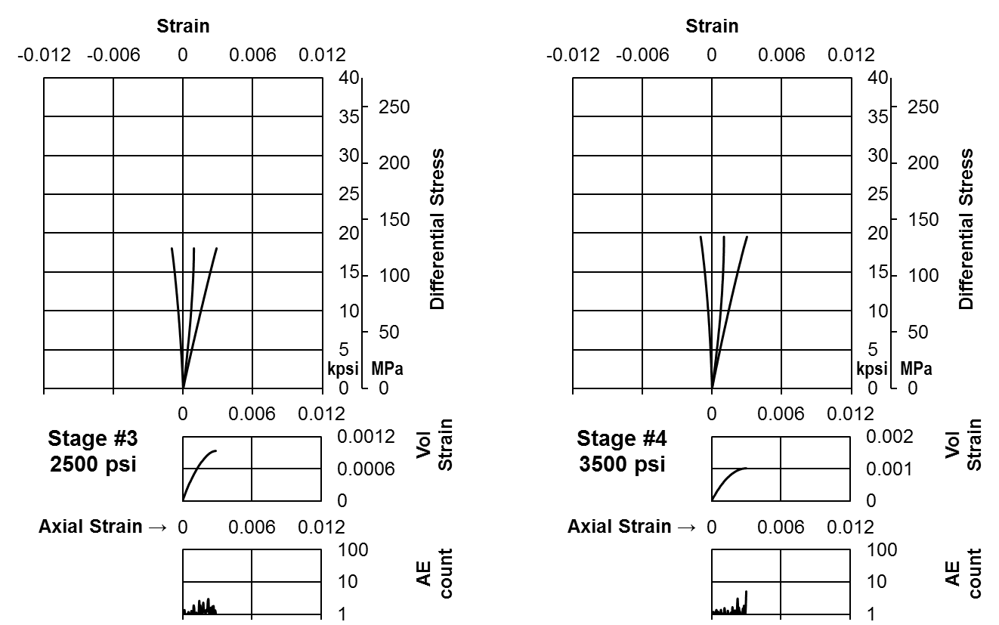 Strain
-0.012 -0.006 0 0.006 0.012
40
35
30
25
20
15
10
5
kpsi
0
250
200
150
100
50
MPa
0
Differential Stress
0 0.006 0.012
Stage #3
2500 psi
0.0012
0.0006
0
Vol
Strain
Axial Strain → 0 0.006 0.012
100
10
1
AE
count
Strain
-0.012 -0.006 0 0.006 0.012
40
35
30
25
20
15
10
5
kpsi
0
250
200
150
100
50
MPa
0
Differential Stress
0 0.006 0.012
Stage #4
3500 psi
0.002
0.001
0
Vol
Strain
Axial Strain → 0 0.006 0.012
100
10
1
AE
count